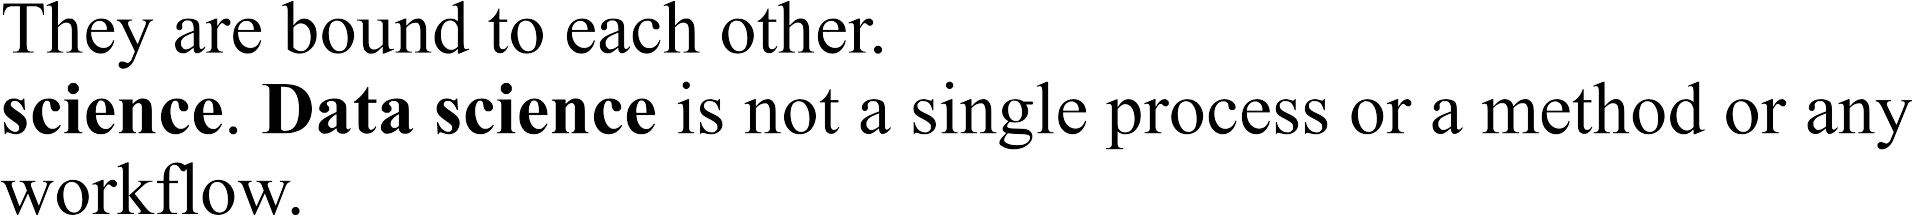 They are bound to each other.
science. Data science is not a single process or a method or any
workflow.